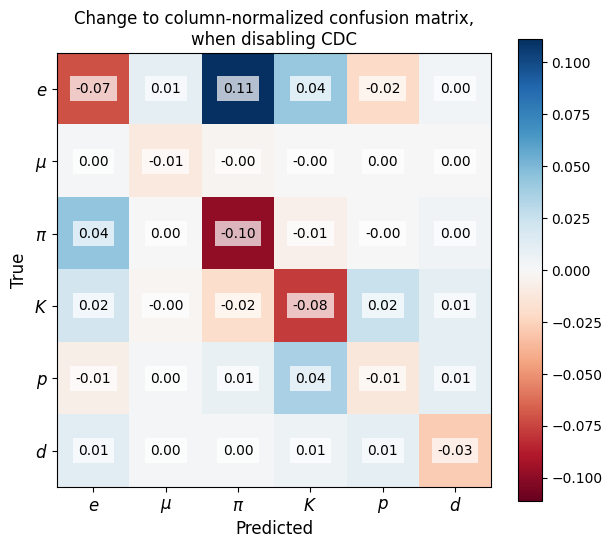 Change to column-normalized confusion matrix,
when disabling CDC
e -0.07 0.01 0.11 0.04 -0.02 0.00
μ 0.00 -0.01 -0.00 -0.00 0.00 0.00
π 0.04 0.00 -0.10 -0.01 -0.00 0.00
K 0.02 -0.00 -0.02 -0.08 0.02 0.01
p -0.01 0.00 0.01 0.04 -0.01 0.01
d 0.01 0.00 0.00 0.01 0.01 -0.03
e μ π K p d
Predicted
True
0.100
0.075
0.050
0.025
0.000
−0.025
−0.050
−0.075
−0.100